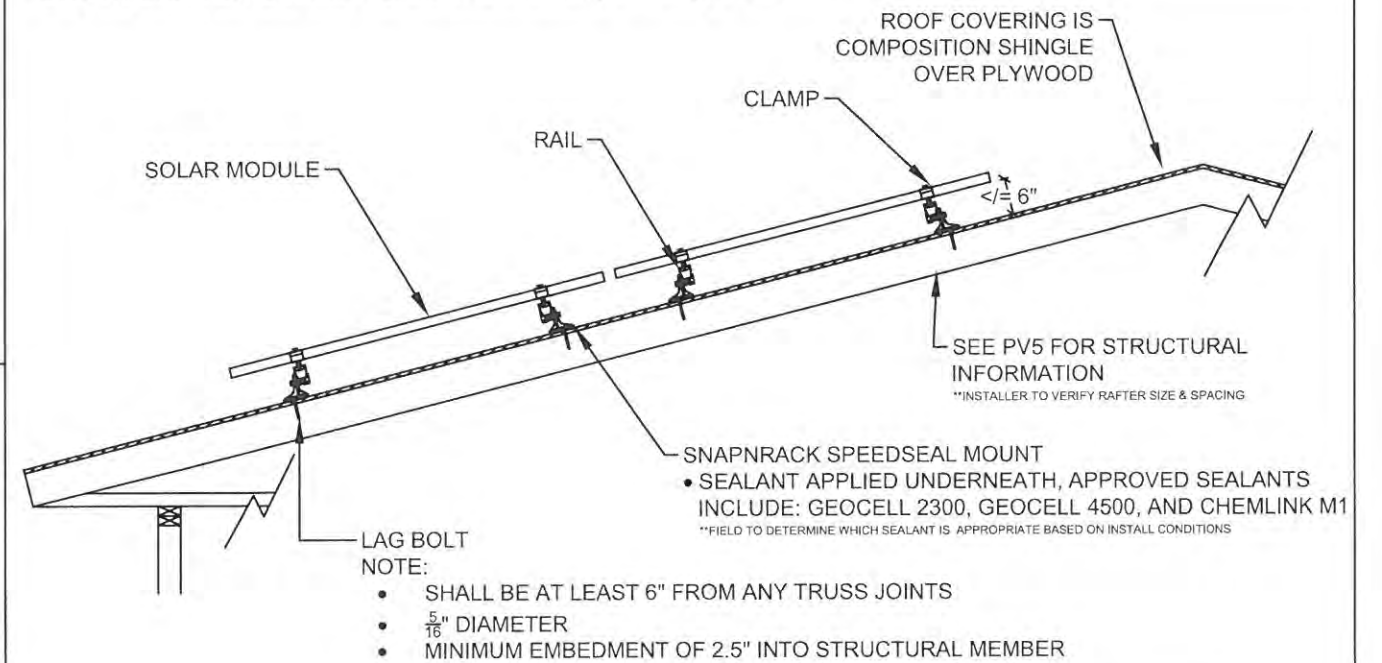 ROOF COVERING IS
COMPOSITION SHINGLE
OVER PLYWOOD
CLAMP
RAIL
SOLAR MODULE
</= 6"
SEE PV5 FOR STRUCTURAL
INFORMATION
**INSTALLER TO VERIFY RAFTER SIZE & SPACING
SNAPNRACK SPEEDSEAL MOUNT
• SEALANT APPLIED UNDERNEATH, APPROVED SEALANTS
INCLUDE: GEOCELL 2300, GEOCELL 4500, AND CHEMLINK M1
**FIELD TO DETERMINE WHICH SEALANT IS APPROPRIATE BASED ON INSTALL CONDITIONS
LAG BOLT
NOTE:
• SHALL BE AT LEAST 6" FROM ANY TRUSS JOINTS
• 5/16" DIAMETER
• MINIMUM EMBEDMENT OF 2.5" INTO STRUCTURAL MEMBER